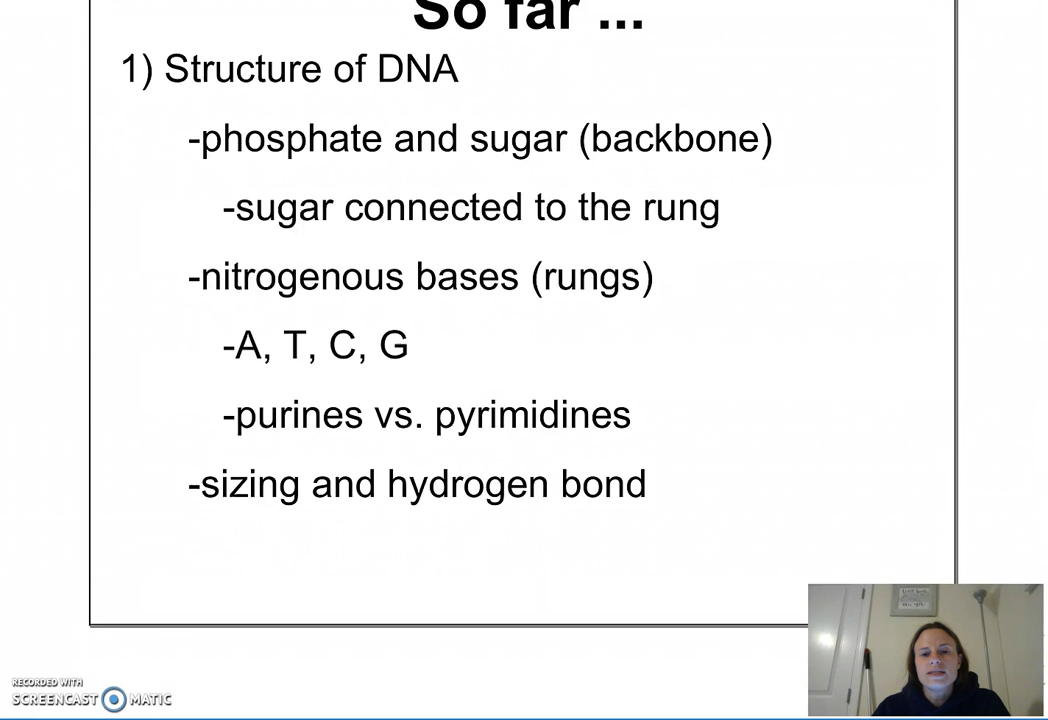 So far ...
1) Structure of DNA
-phosphate and sugar (backbone)
-sugar connected to the rung
-nitrogenous bases (rungs)
-A, T, C, G
-purines vs. pyrimidines
-sizing and hydrogen bond
RECORDED WITH
SCREENCAST MATIC